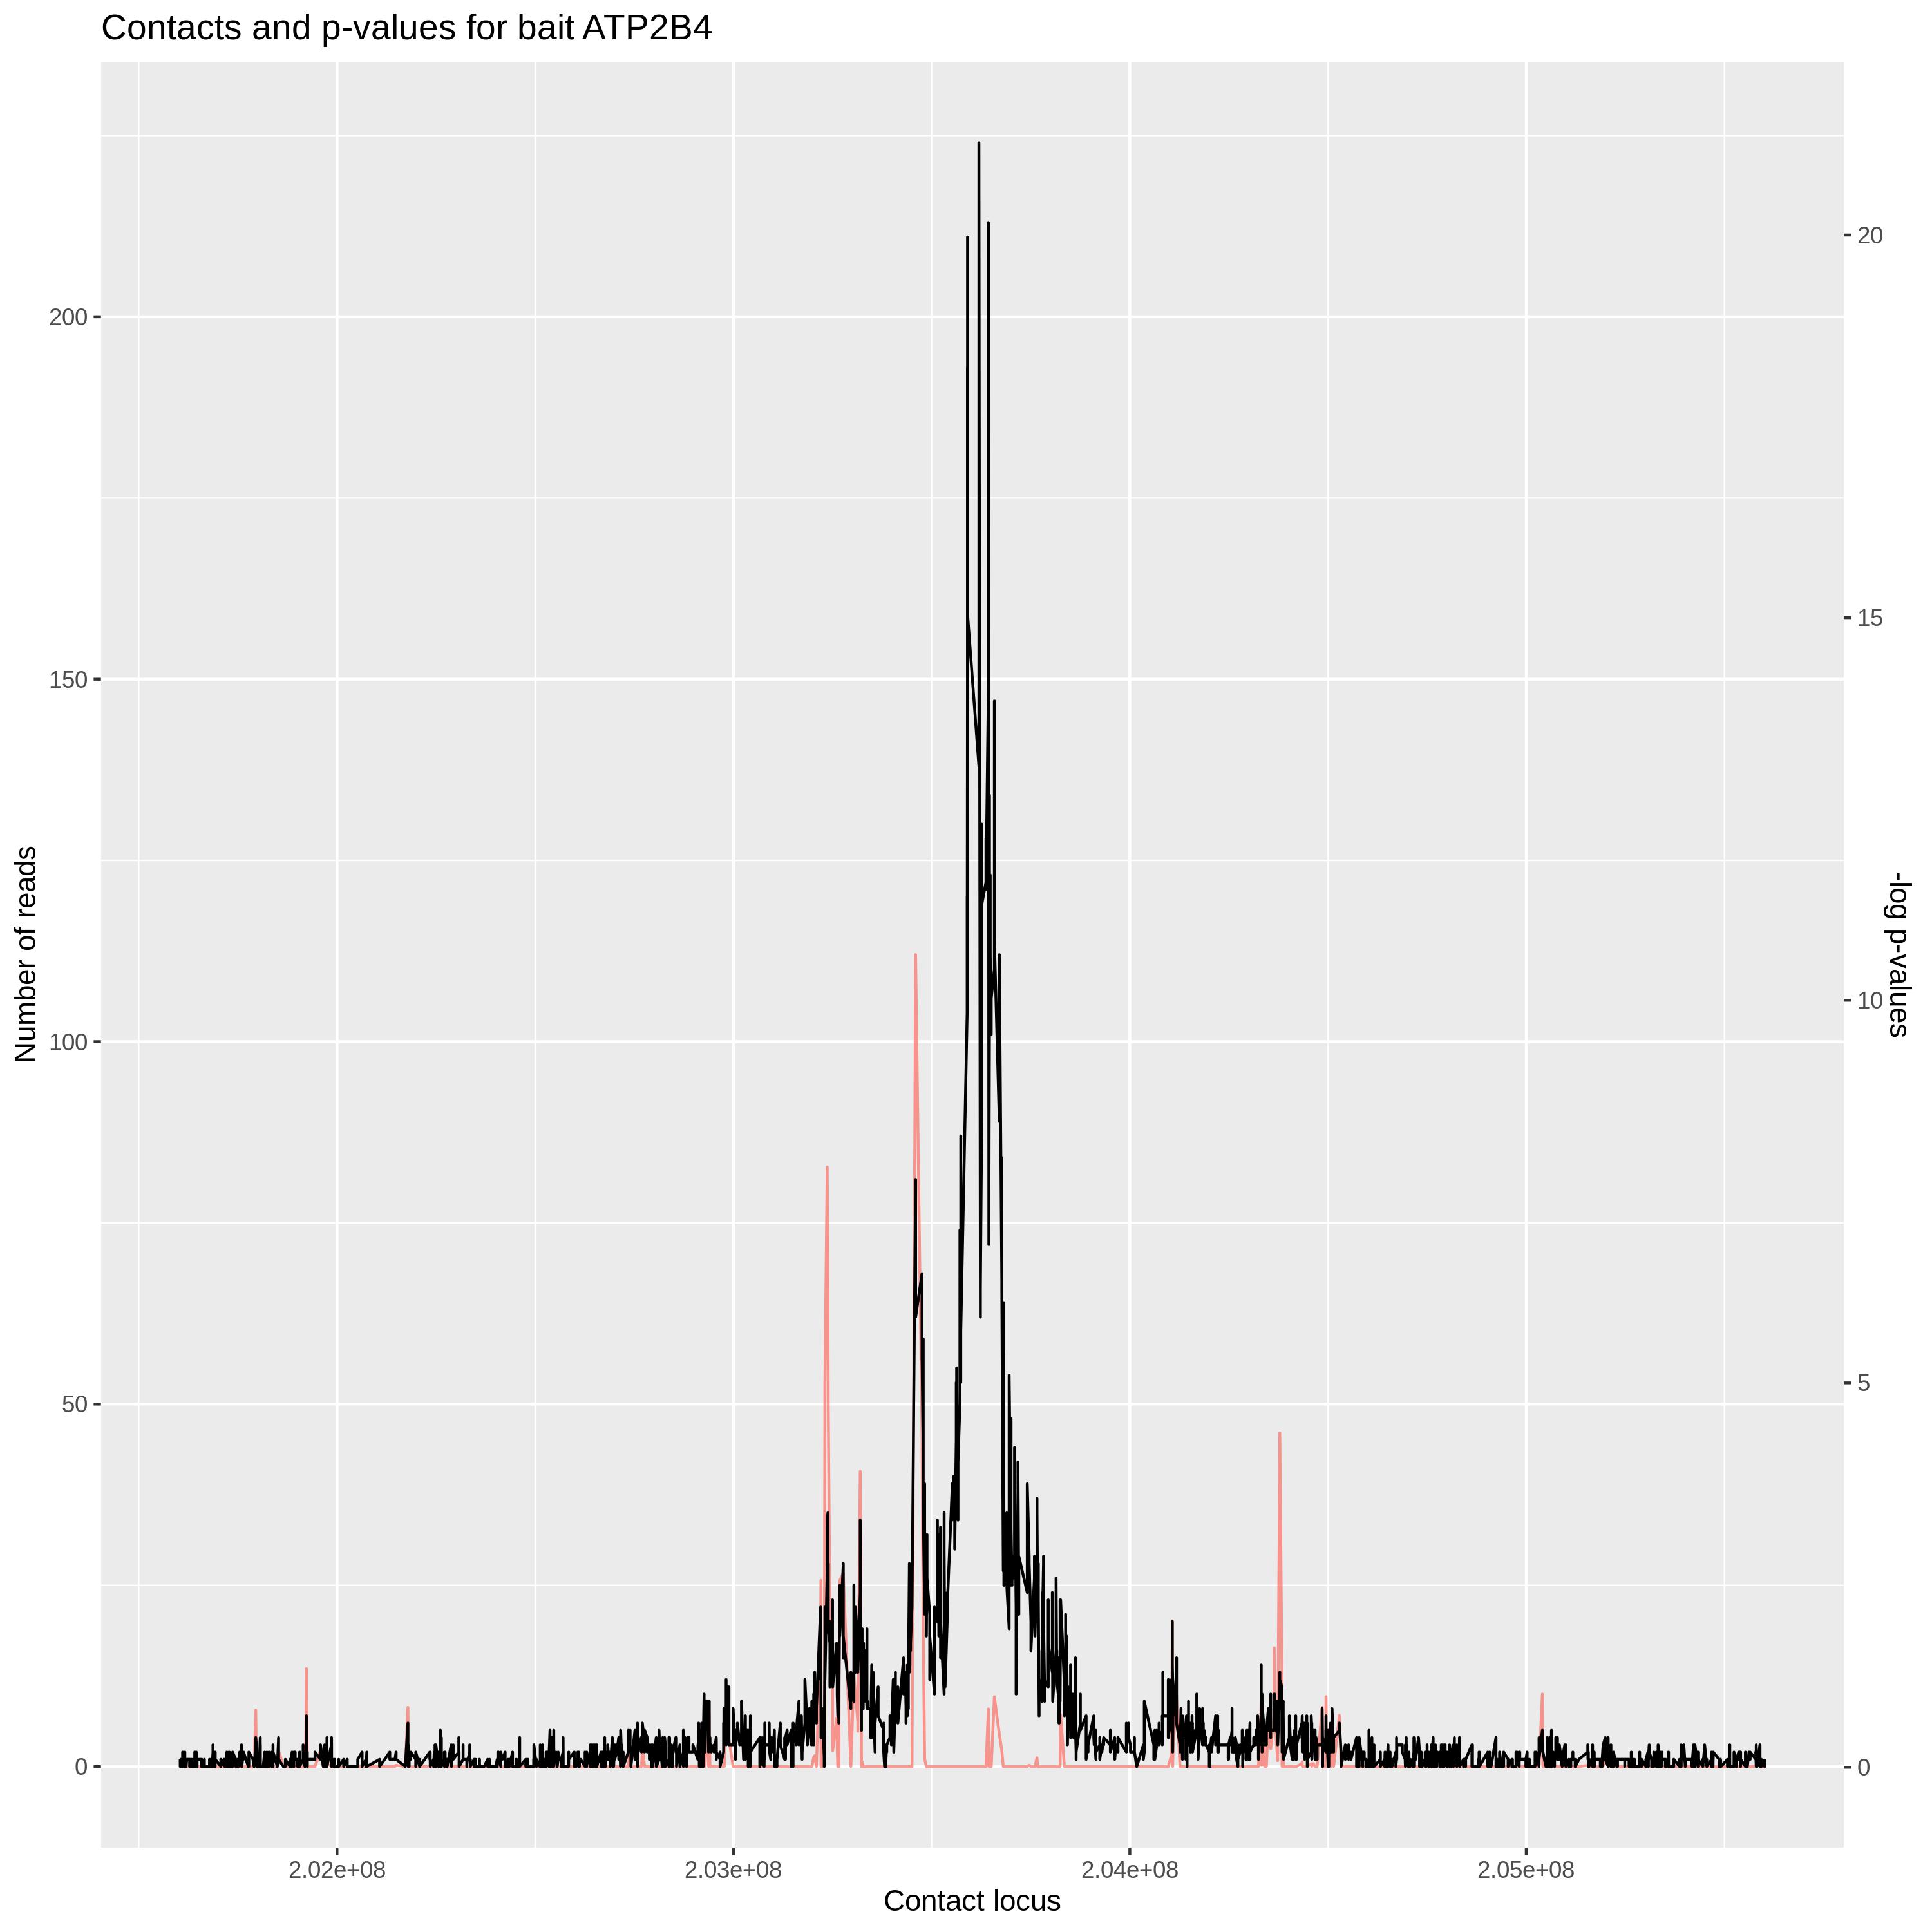 Contacts and p-values for bait ATP2B4
Number of reads
200
150
100
50
0
20
15
10
5
0
-log p-values
2.02e+08 2.03e+08 2.04e+08 2.05e+08
Contact locus